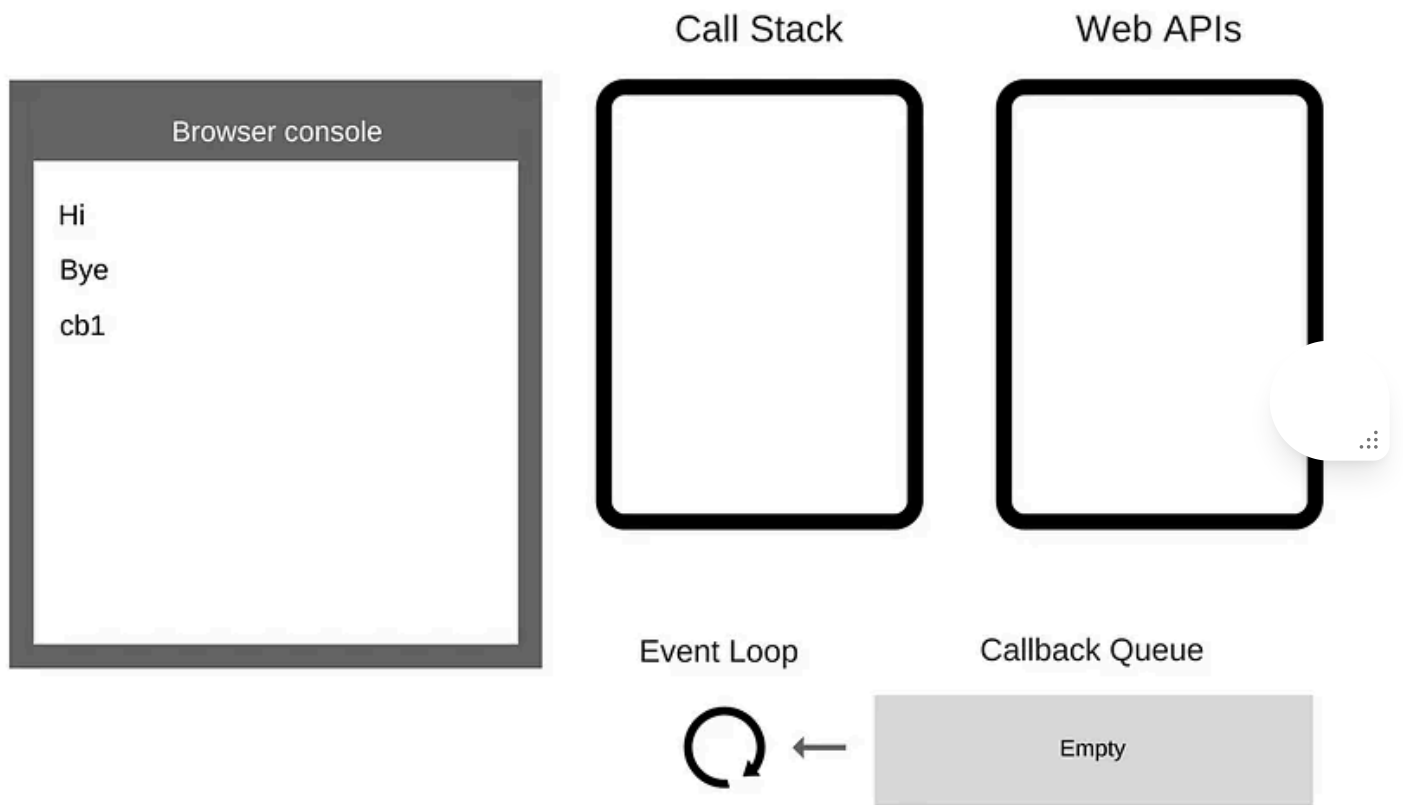 Call Stack
Web APIs
Browser console
Hi
Bye
cb1
Event Loop
Callback Queue
Empty